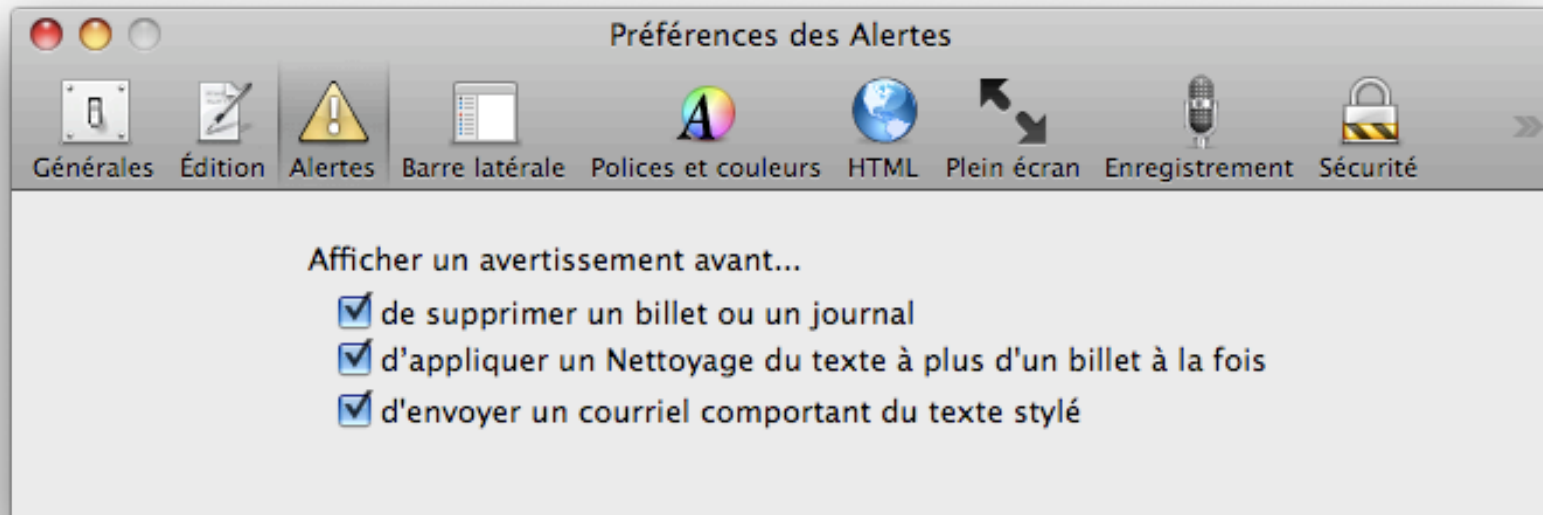 Préférences des Alertes
Générales Édition Alertes Barre latérale Polices et couleurs HTML Plein écran Enregistrement Sécurité
Afficher un avertissement avant...
de supprimer un billet ou un journal
d’appliquer un Nettoyage du texte à plus d'un billet à la fois
d'envoyer un courriel comportant du texte stylé